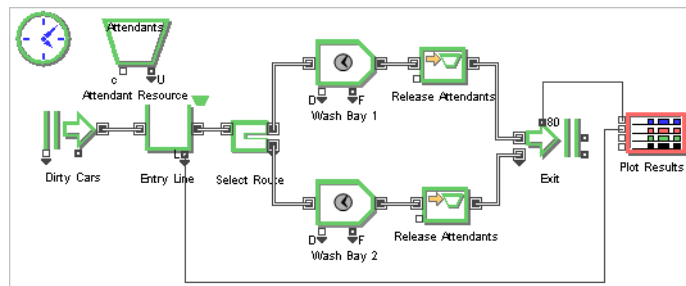 Attendants
c
U
Attendant Resource
D
F
Wash Bay 1
Release Attendants
L
80
Dirty Cars
Entry Line
Select Route
Exit
Plot Results
D
F
Wash Bay 2
Release Attendants